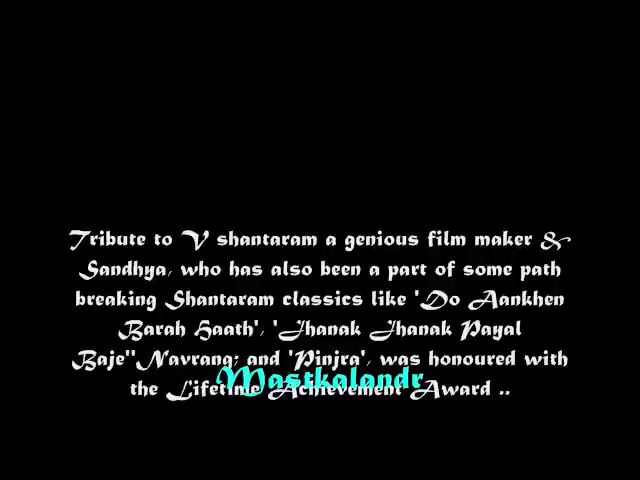 Tribute to V shantaram a genious film maker &
Sandhya, who has also been a part of some path
breaking Shantaram classics like 'Do Aankhen
Barah Haath', 'Jhanak Jhanak Payal
Baje''Navrang; and 'Pinjra', was honoured with
the Lifetime Achievement Award ..
Mastkalandr